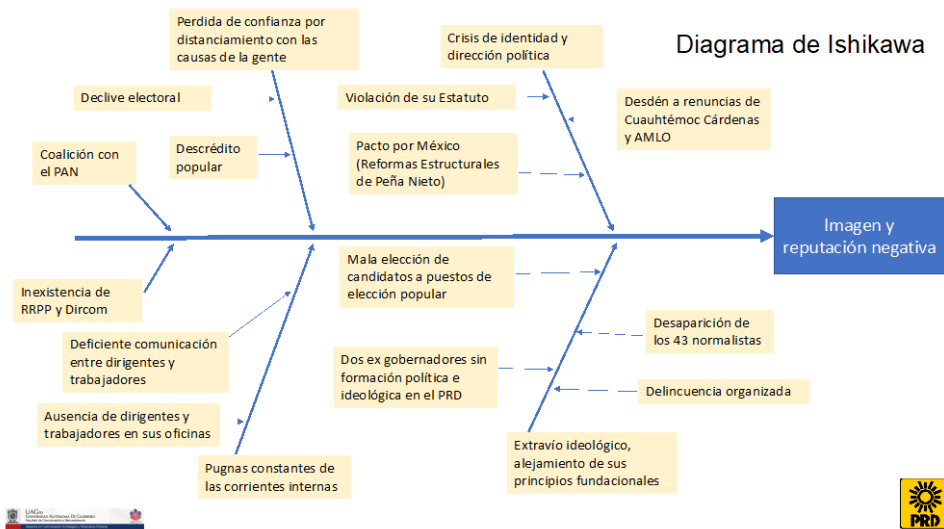 Diagrama de Ishikawa
Perdida de confianza por
distanciamiento con las
causas de la gente
Crisis de identidad y
dirección política
Declive electoral
Violación de su Estatuto
Desdén a renuncias de
Cuauhtémoc Cárdenas
y AMLO
Coalición con
el PAN
Descrédito
popular
Pacto por México
(Reformas Estructurales
de Peña Nieto)
Imagen y
reputación negativa
Mala elección de
candidatos a puestos de
elección popular
Inexistencia de
RRPP y Dircom
Deficiente comunicación
entre dirigentes y
trabajadores
Desaparición de
los 43 normalistas
Dos ex gobernadores sin
formación política e
ideológica en el PRD
Delincuencia organizada
Ausencia de dirigentes y
trabajadores en sus oficinas
Extravío ideológico,
alejamiento de sus
principios fundacionales
Pugnas constantes de
las corrientes internas
UAGro
Universidad Autónoma De Guerrero
PRD